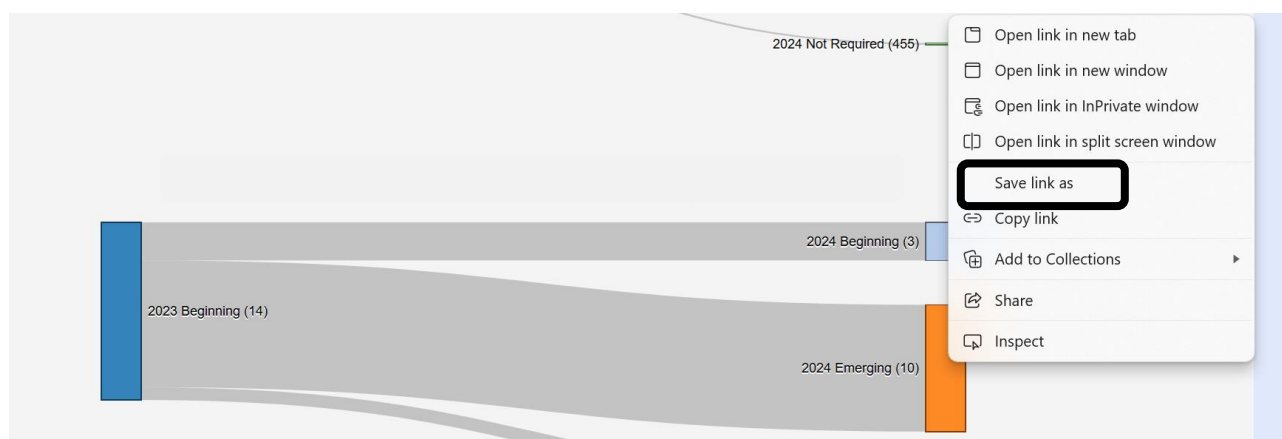 2024 Not Required (455)
Open link in new tab
Open link in new window
Open link in InPrivate window
Open link in split screen window
Save link as
Copy link
2024 Beginning (3)
Add to Collections
Share
2023 Beginning (14)
Inspect
2024 Emerging (10)